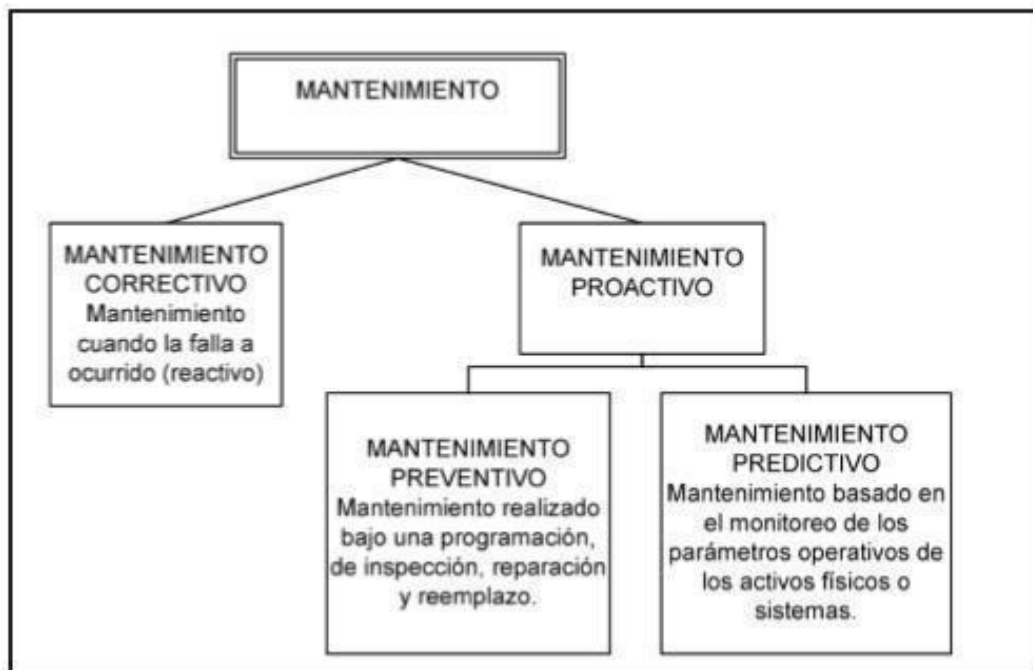 MANTENIMIENTO
MANTENIMIENTO
CORRECTIVO
Mantenimiento
cuando la falla a
ocurrido (reactivo)
MANTENIMIENTO
PROACTIVO
MANTENIMIENTO
PREVENTIVO
Mantenimiento realizado
bajo una programación,
de inspección, reparación
y reemplazo.
MANTENIMIENTO
PREDICTIVO
Mantenimiento basado en
el monitoreo de los
parámetros operativos de
los activos físicos o
sistemas.